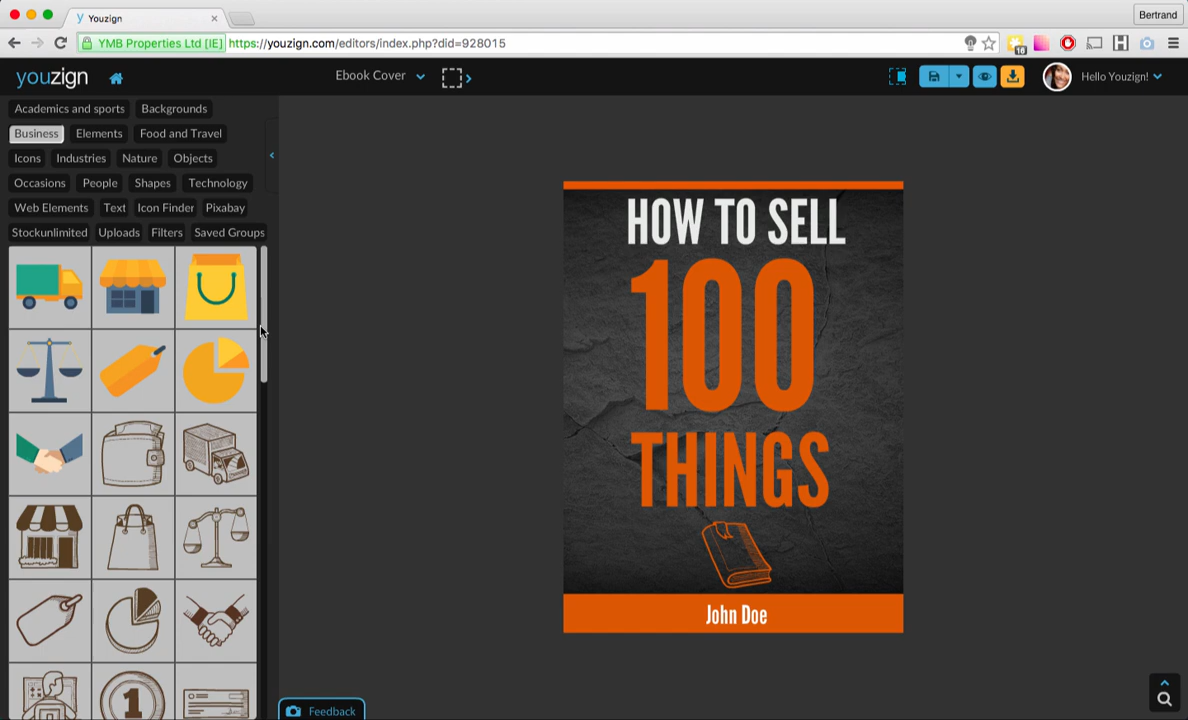 Youzign
Bertrand
YMB Properties Ltd [IE] https://youzign.com/editors/index.php?did=928015
16
H
youzign
Ebook Cover
Hello Youzign!
Academics and sports Backgrounds
Business Elements Food and Travel
Icons Industries Nature Objects
Occasions People Shapes Technology
Web Elements Text Icon Finder Pixabay
Stockunlimited Uploads Filters Saved Groups
HOW TO SELL
100
THINGS
John Doe
1
Feedback